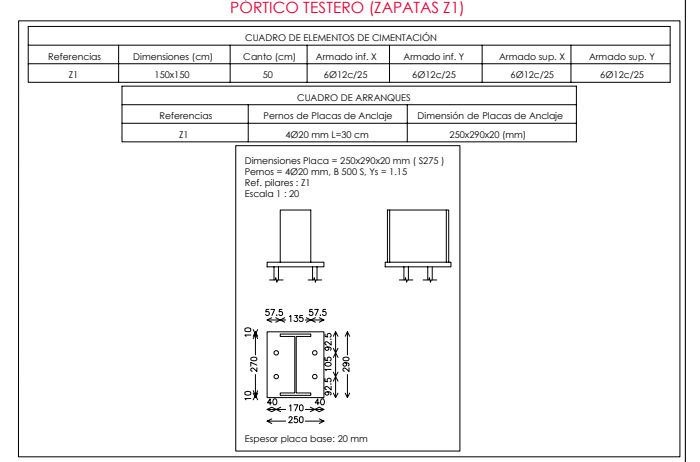 PÓRTICO TESTERO (ZAPATAS Z1)
CUADRO DE ELEMENTOS DE CIMENTACIÓN
Referencias Dimensiones (cm) Canto (cm) Armado inf. X Armado inf. Y Armado sup. X Armado sup. Y
Z1 150x150 50 6Ø12c/25 6Ø12c/25 6Ø12c/25 6Ø12c/25
CUADRO DE ARRANQUES
Referencias Pernos de Placas de Anclaje Dimensión de Placas de Anclaje
Z1 4Ø20 mm L=30 cm 250x290x20 (mm)
Dimensiones Placa = 250x290x20 mm ( S275 )
Pernos = 4Ø20 mm, B 500 S, Ys = 1.15
Ref. pilares : Z1
Escala 1 : 20
57.5 135 57.5
10 270 10
92.5 105 92.5
290
40 170 40
250
Espesor placa base: 20 mm